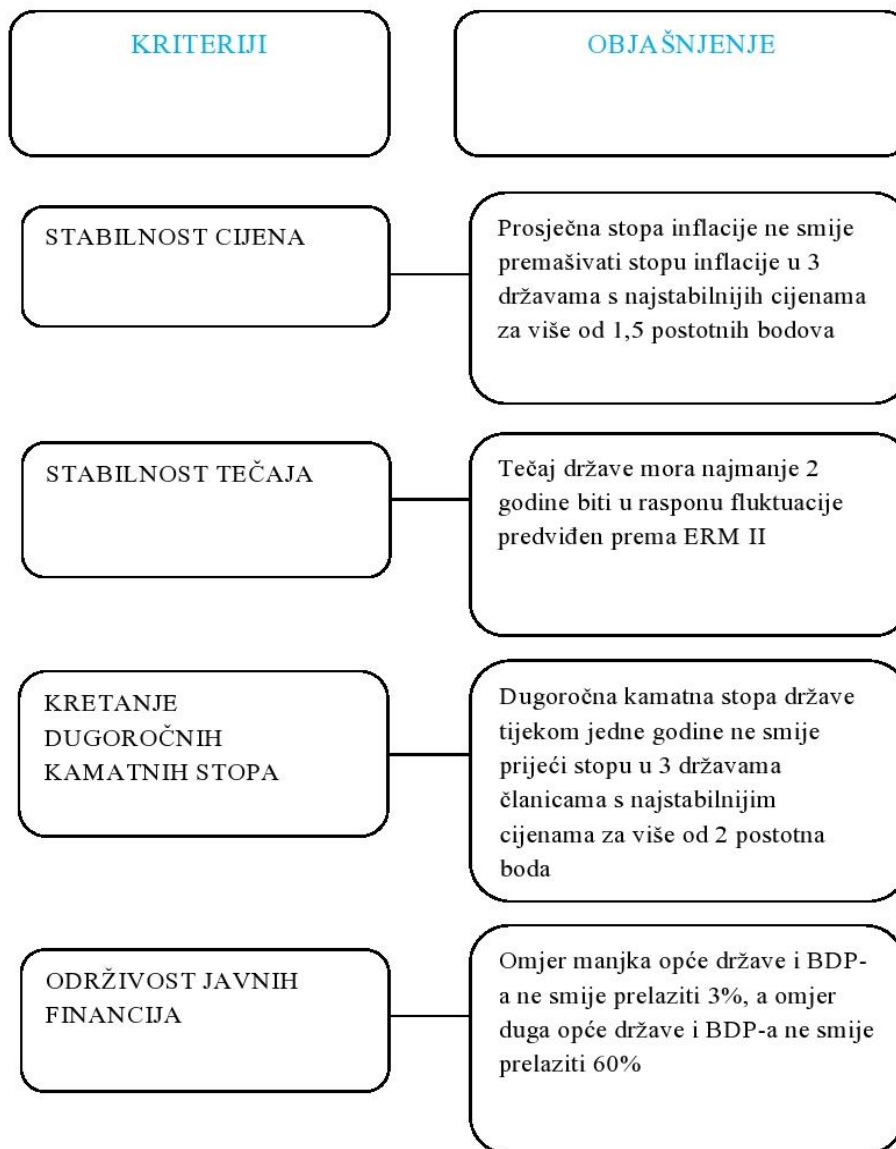 KRITERIJI
OBJAŠNJENJE
STABILNOST CIJENA
Prosječna stopa inflacije ne smije
premašivati stopu inflacije u 3
državama s najstabilnijih cijenama
za više od 1,5 postotnih bodova
STABILNOST TEČAJA
Tečaj države mora najmanje 2
godine biti u rasponu fluktuacije
predviđen prema ERM II
KRETANJE
DUGOROČNIH
KAMATNIH STOPA
Dugoročna kamatna stopa države
tijekom jedne godine ne smije
prijeći stopu u 3 državama
članicama s najstabilnijim
cijenama za više od 2 postotna
boda
ODRŽIVOST JAVNIH
FINANCIJA
Omjer manjka opće države i BDP-
a ne smije prelaziti 3%, a omjer
duga opće države i BDP-a ne smije
prelaziti 60%